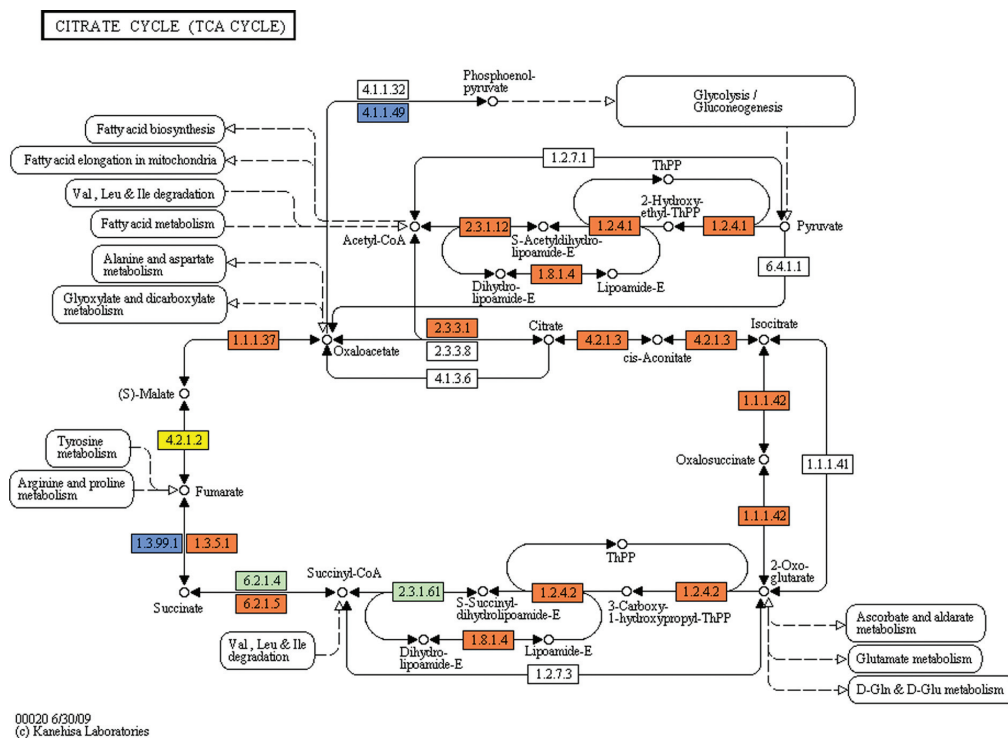 CITRATE CYCLE (TCA CYCLE)
4.1.1.32
4.1.1.49
Phosphoenol-
pyruvate
Glycolysis /
Gluconeogenesis
Fatty acid biosynthesis
Fatty acid elongation in mitochondria
Val , Leu & Ile degradation
Fatty acid metabolism
Alanine and aspartate
metabolism
Glyoxylate and dicarboxylate
metabolism
1.2.7.1
ThPP
2-Hydroxy-
ethyl-ThPP
Acetyl-CoA
2.3.1.12
S-Acetyldihydro-
lipoamide-E
1.2.4.1
1.2.4.1
Pyruvate
Dihydro-
lipoamide-E
1.8.1.4
Lipoamide-E
6.4.1.1
1.1.1.37
Oxaloacetate
2.3.3.1
2.3.3.8
4.1.3.6
Citrate
4.2.1.3
cis-Aconitate
4.2.1.3
Isocitrate
(S)-Malate
1.1.1.42
4.2.1.2
Tyrosine
metabolism
Arginine and proline
metabolism
Fumarate
Oxalosuccinate
1.1.1.41
1.1.1.42
1.3.99.1
1.3.5.1
ThPP
Succinate
6.2.1.4
6.2.1.5
Succinyl-CoA
2.3.1.61
S-Succinyl-
dihydrolipoamide-E
1.2.4.2
3-Carboxy-
1-hydroxypropyl-ThPP
1.2.4.2
2-Oxo-
glutarate
Val , Leu & Ile
degradation
Dihydro-
lipoamide-E
1.8.1.4
Lipoamide-E
1.2.7.3
Ascorbate and aldarate
metabolism
Glutamate metabolism
D-Gln & D-Glu metabolism
00020 6/30/09
(c) Kanehisa Laboratories